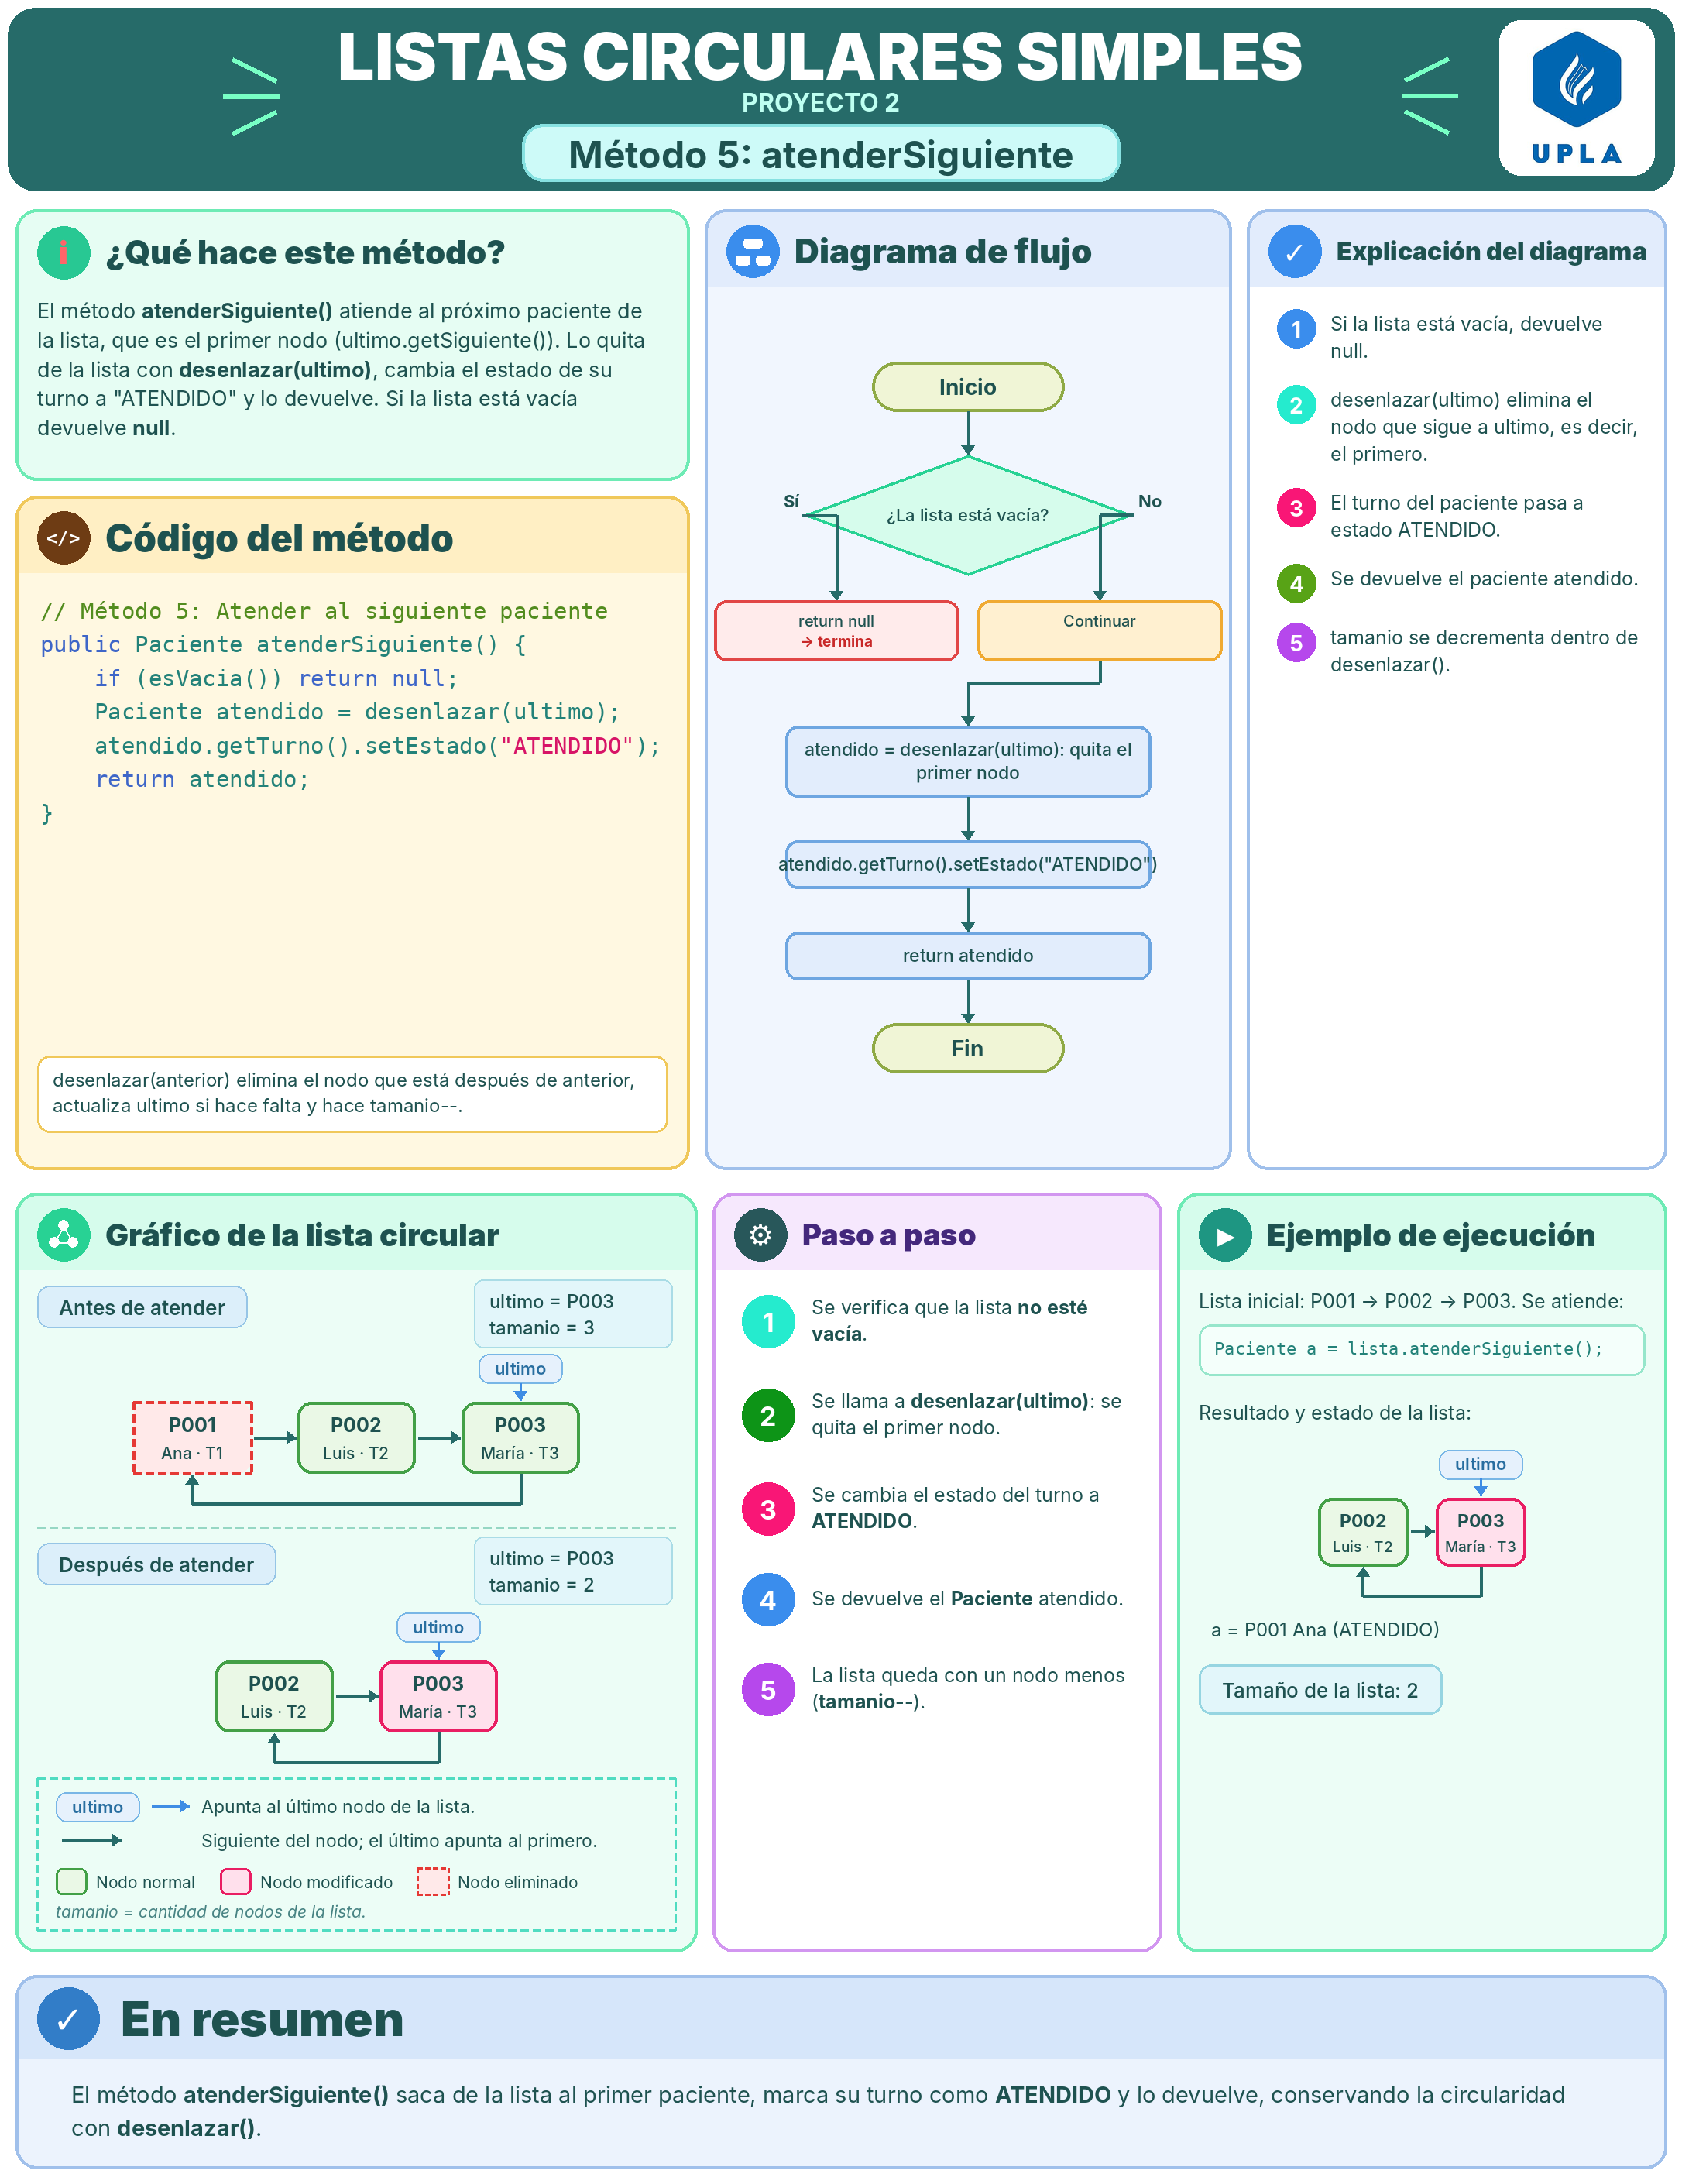 LISTAS CIRCULARES SIMPLES
PROYECTO 2
Método 5: atenderSiguiente
UPLA
¿Qué hace este método?
El método atenderSiguiente() atiende al próximo paciente de
la lista, que es el primer nodo (ultimo.getSiguiente()). Lo quita
de la lista con desenlazar(ultimo), cambia el estado de su
turno a "ATENDIDO" y lo devuelve. Si la lista está vacía
devuelve null.
</> Código del método
// Método 5: Atender al siguiente paciente
public Paciente atenderSiguiente() {
    if (esVacia()) return null;
    Paciente atendido = desenlazar(ultimo);
    atendido.getTurno().setEstado("ATENDIDO");
    return atendido;
}
desenlazar(anterior) elimina el nodo que está después de anterior,
actualiza ultimo si hace falta y hace tamanio--.
Diagrama de flujo
Inicio
Sí
¿La lista está vacía?
No
return null
→ termina
Continuar
atendido = desenlazar(ultimo): quita el
primer nodo
atendido.getTurno().setEstado("ATENDIDO")
return atendido
Fin
✓ Explicación del diagrama
1 Si la lista está vacía, devuelve
null.
2 desenlazar(ultimo) elimina el
nodo que sigue a ultimo, es decir,
el primero.
3 El turno del paciente pasa a
estado ATENDIDO.
4 Se devuelve el paciente atendido.
5 tamanio se decrementa dentro de
desenlazar().
Gráfico de la lista circular
Antes de atender
ultimo = P003
tamanio = 3
ultimo
P001
Ana · T1
P002
Luis · T2
P003
María · T3
Después de atender
ultimo = P003
tamanio = 2
ultimo
P002
Luis · T2
P003
María · T3
ultimo Apunta al último nodo de la lista.
Siguiente del nodo; el último apunta al primero.
Nodo normal Nodo modificado Nodo eliminado
tamanio = cantidad de nodos de la lista.
Paso a paso
1 Se verifica que la lista no esté
vacía.
2 Se llama a desenlazar(ultimo): se
quita el primer nodo.
3 Se cambia el estado del turno a
ATENDIDO.
4 Se devuelve el Paciente atendido.
5 La lista queda con un nodo menos
(tamanio--).
Ejemplo de ejecución
Lista inicial: P001 → P002 → P003. Se atiende:
Paciente a = lista.atenderSiguiente();
Resultado y estado de la lista:
ultimo
P002
Luis · T2
P003
María · T3
a = P001 Ana (ATENDIDO)
Tamaño de la lista: 2
✓ En resumen
El método atenderSiguiente() saca de la lista al primer paciente, marca su turno como ATENDIDO y lo devuelve, conservando la circularidad
con desenlazar().